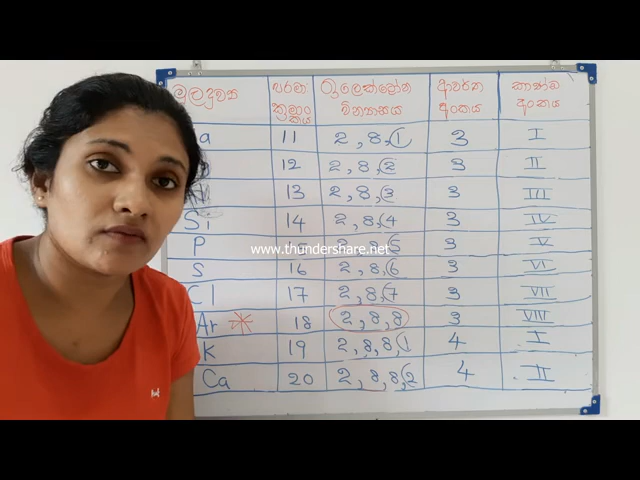 මූලද්‍රව්‍ය පරමාණුක ක්‍රමාංකය ඉලෙක්ට්‍රෝන වින්‍යාසය ආවර්ත අංකය කාණ්ඩ අංකය
a 11 2, 8, 1 3 I
12 2, 8, 2 3 II
13 2, 8, 3 3 III
Si 14 2, 8, 4 3 IV
P 2, 8, 5 3 V
www.thundershare.net
S 16 2, 8, 6 3 VI
Cl 17 2, 8, 7 3 VII
Ar 18 2, 8, 8 3 VIII
K 19 2, 8, 8, 1 4 I
Ca 20 2, 8, 8, 2 4 II